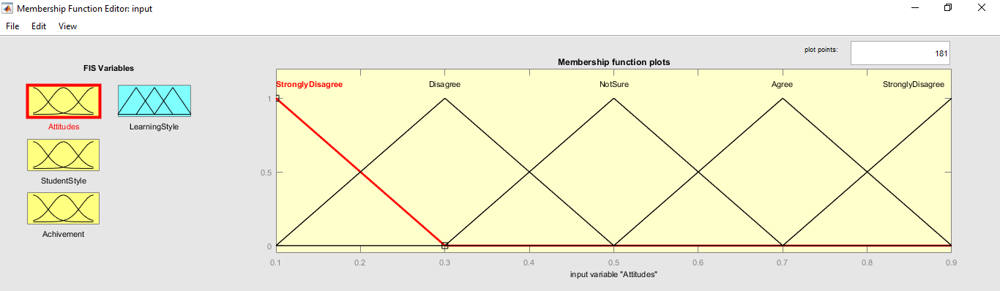 Membership Function Editor: input
File Edit View
plot points: 181
FIS Variables
Membership function plots
StronglyDisagree Disagree NotSure Agree StronglyDisagree
1
0.5
0
0.1 0.2 0.3 0.4 0.5 0.6 0.7 0.8 0.9
input variable "Attitudes"
Attitudes LearningStyle
StudentStyle
Achivement